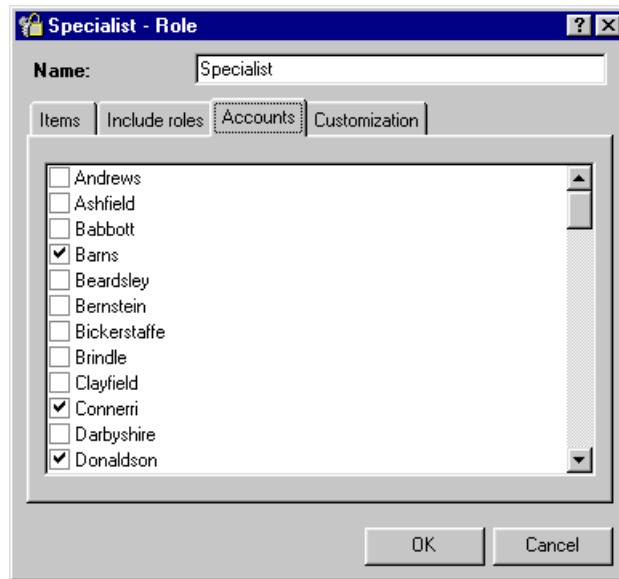 Specialist - Role
Name: Specialist
Items Include roles Accounts Customization
Andrews
Ashfield
Babbott
Barns
Beardsley
Bernstein
Bickerstaffe
Brindle
Clayfield
Connerri
Darbyshire
Donaldson
OK Cancel